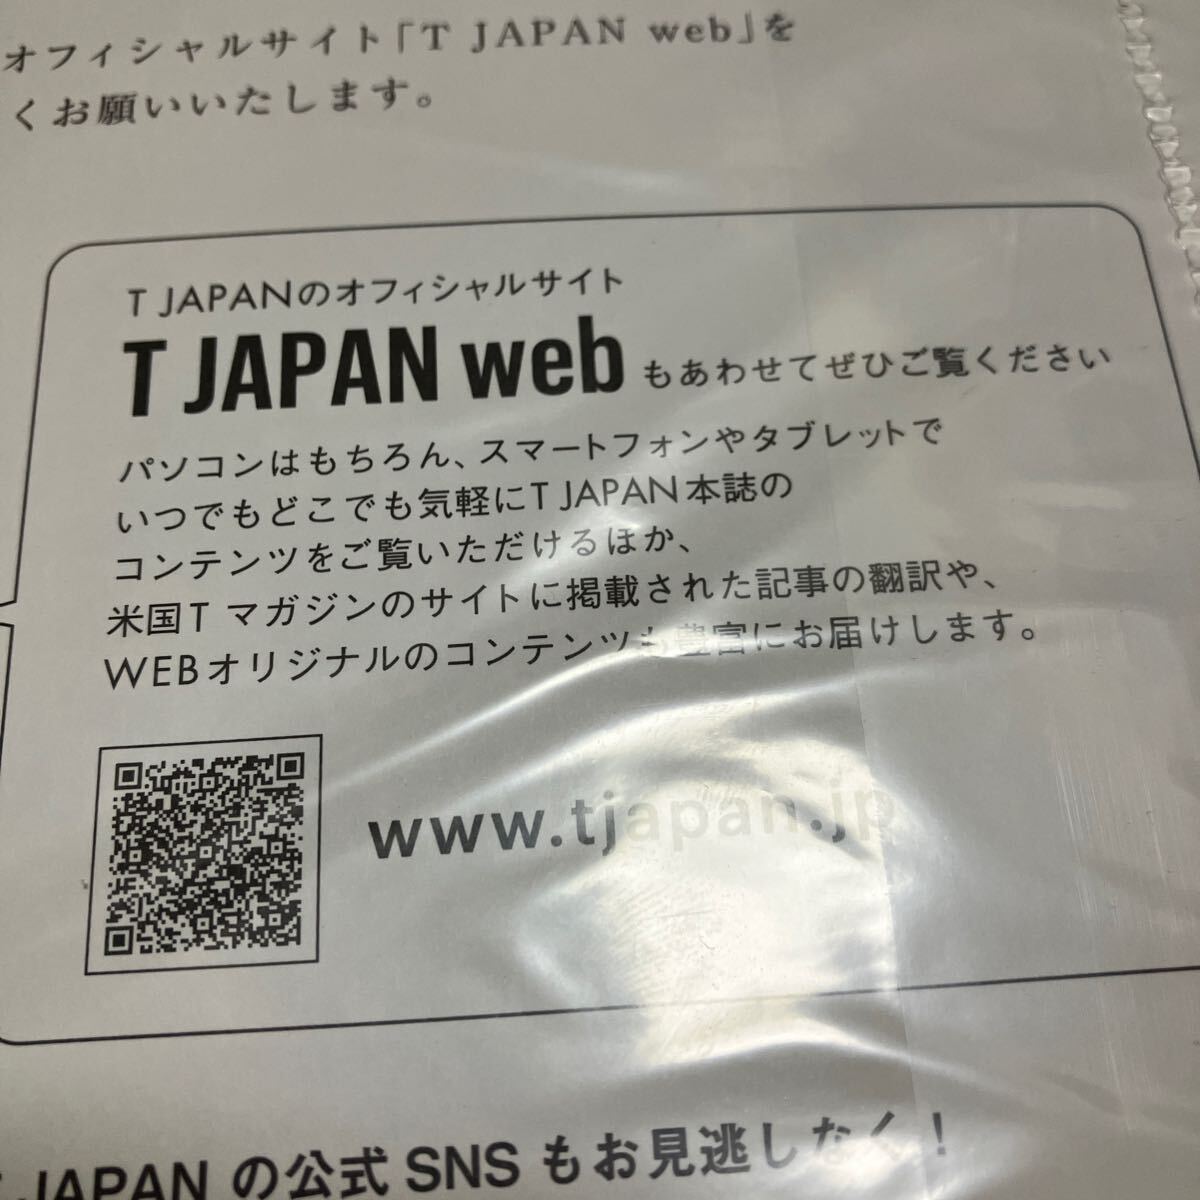 オフィシャルサイト「T JAPAN web」を
くお願いいたします。
T JAPANのオフィシャルサイト
T JAPAN web もあわせてぜひご覧ください
パソコンはもちろん、スマートフォンやタブレットで
いつでもどこでも気軽にT JAPAN本誌の
コンテンツをご覧いただけるほか、
米国T マガジンのサイトに掲載された記事の翻訳や、
WEBオリジナルのコンテンツも豊富にお届けします。
www.tjapan.jp
T JAPAN の公式 SNS もお見逃しなく！